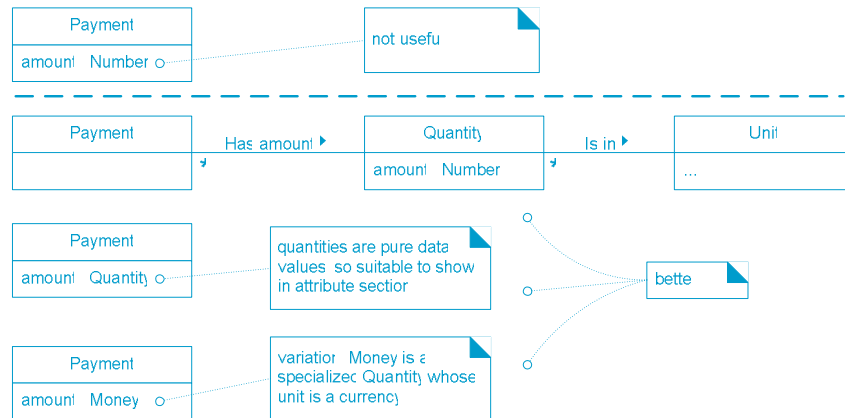 Payment
amount Number
not usefu
Payment
Has amount
Quantity
amount Number
Is in
Unit
...
*
*
Payment
amount Quantity
quantities are pure data
values so suitable to show
in attribute section
bette
Payment
amount Money
variation Money is a
specialized Quantity whose
unit is a currency